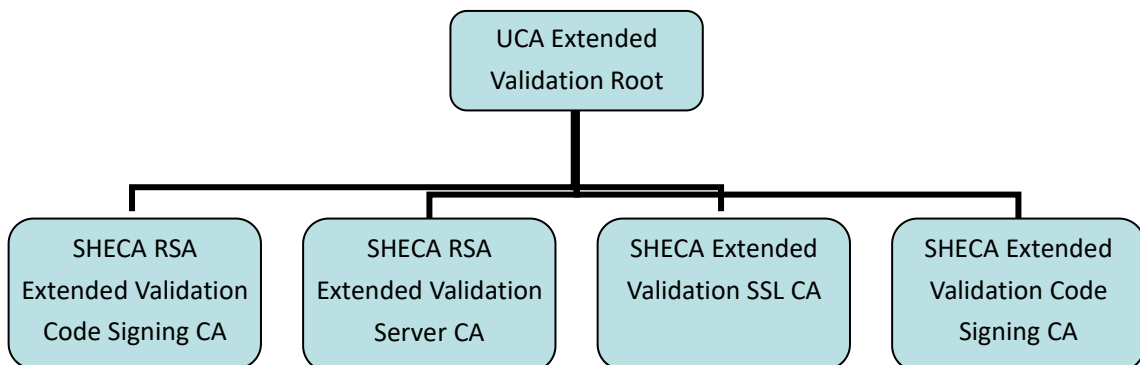 UCA Extended
Validation Root
SHECA RSA
Extended Validation
Code Signing CA
SHECA RSA
Extended Validation
Server CA
SHECA Extended
Validation SSL CA
SHECA Extended
Validation Code
Signing CA